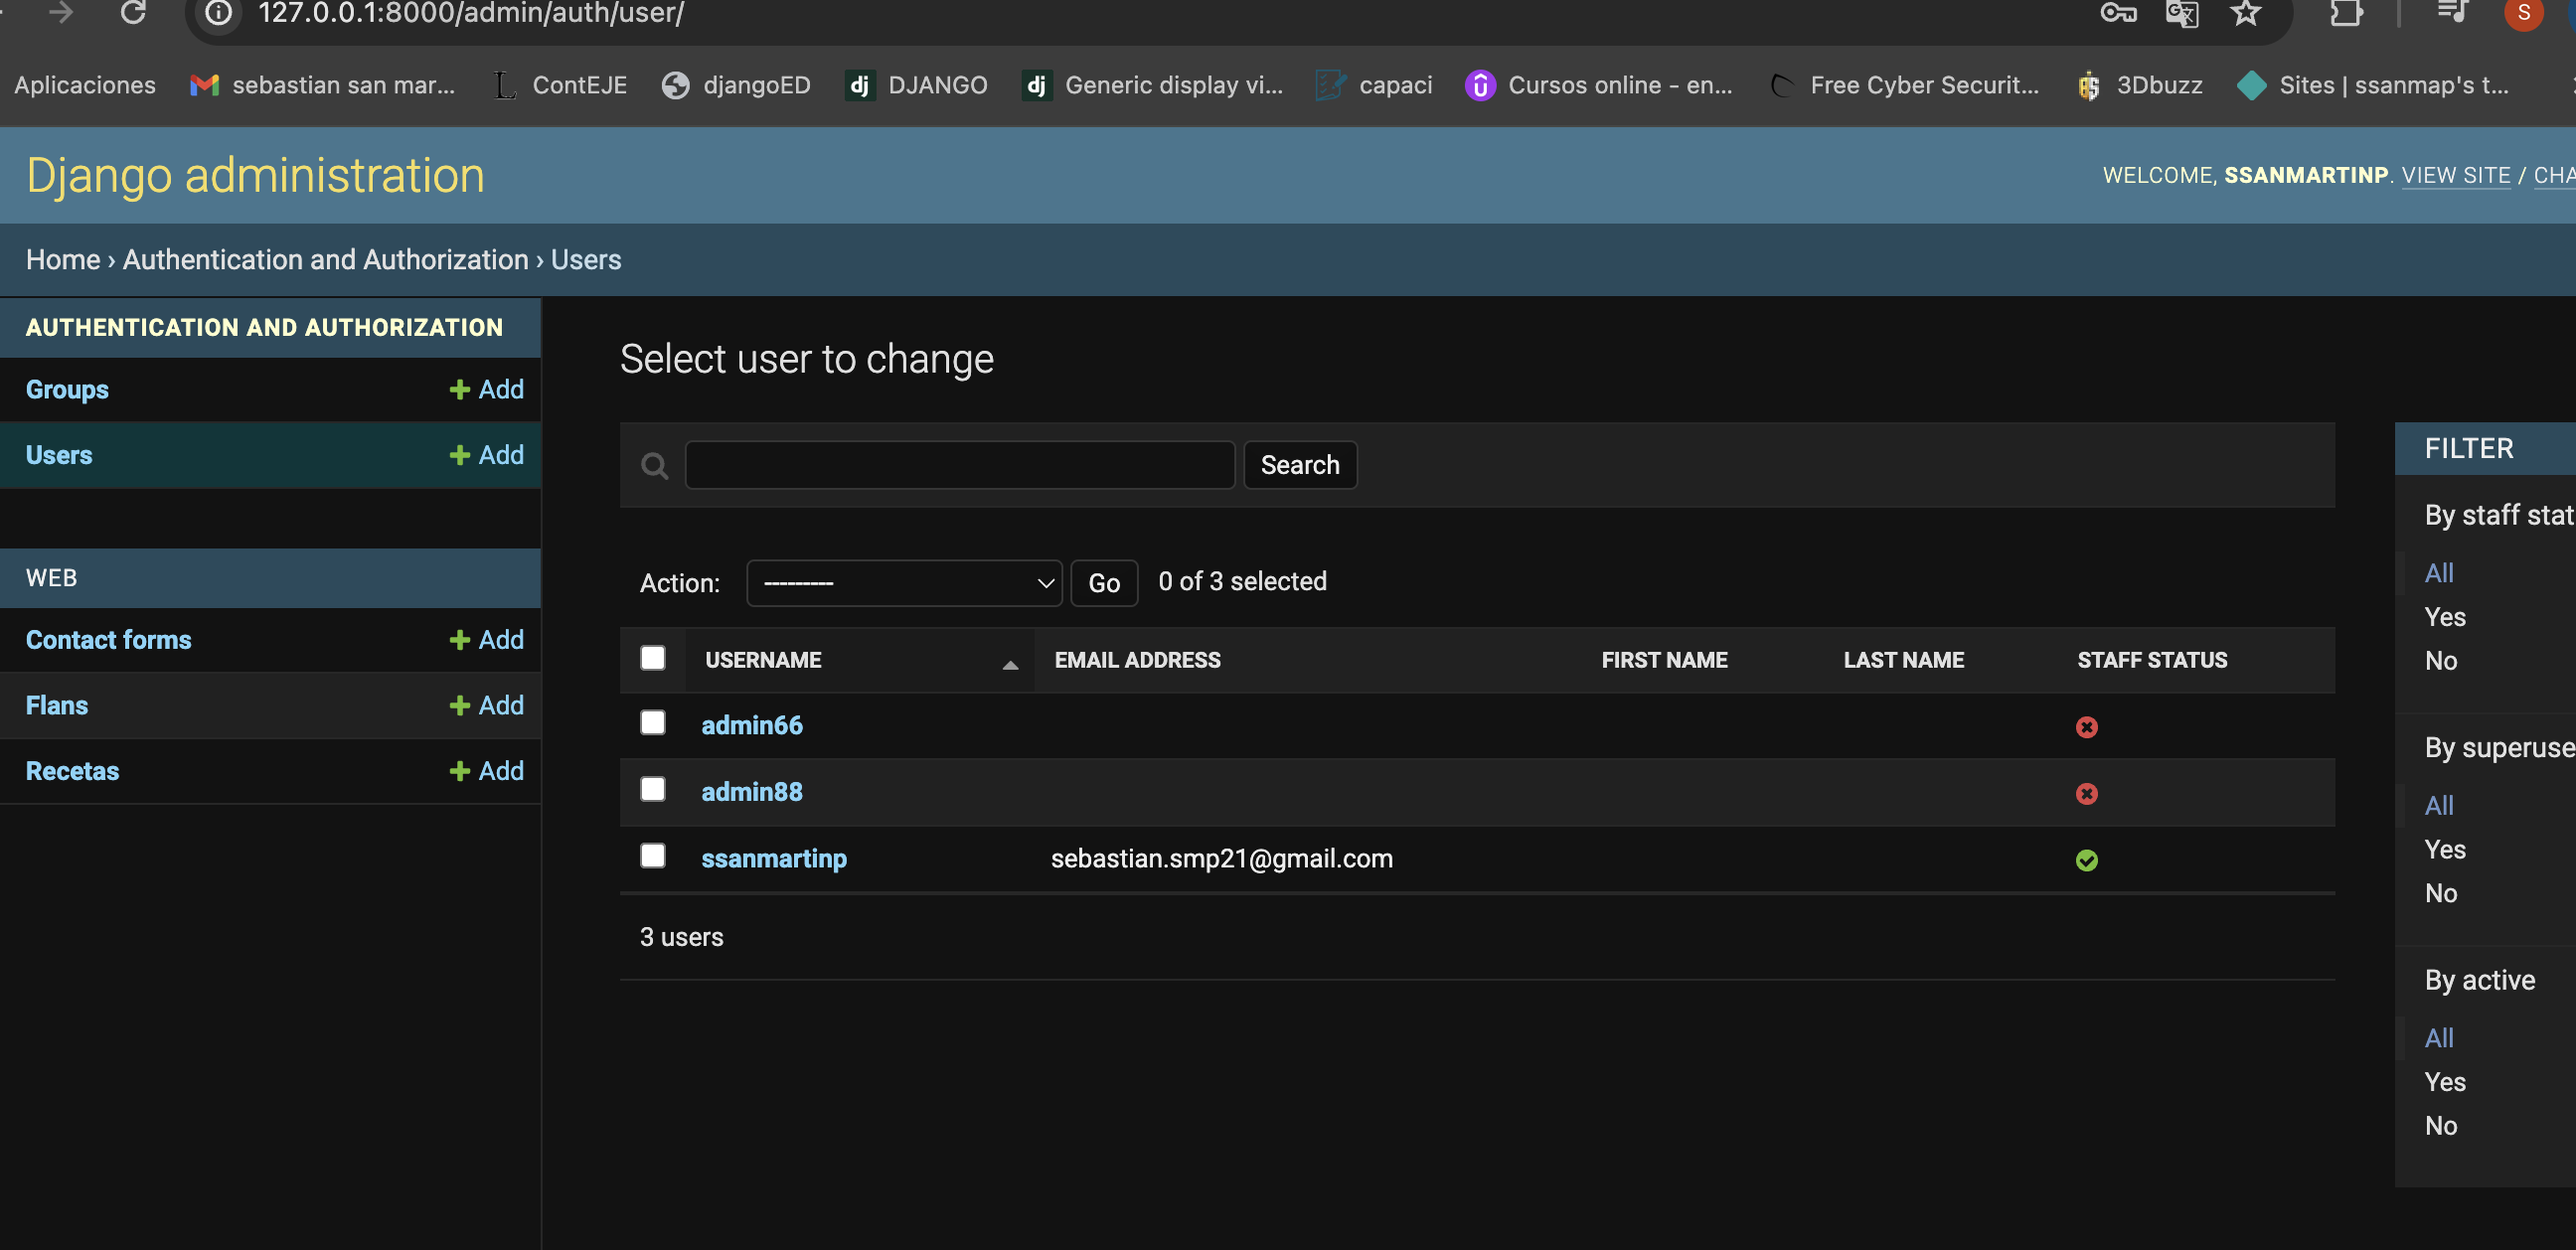 127.0.0.1:8000/admin/auth/user/
S
Aplicaciones sebastian san mar... L ContEJE djangoED dj DJANGO dj Generic display vi... capaci Cursos online - en... Free Cyber Securit... 3Dbuzz Sites | ssanmap's t...
Django administration
WELCOME, SSANMARTINP. VIEW SITE / CHA
Home › Authentication and Authorization › Users
AUTHENTICATION AND AUTHORIZATION
Groups + Add
Users + Add
WEB
Contact forms + Add
Flans + Add
Recetas + Add
Select user to change
Search
Action: --------- Go 0 of 3 selected
USERNAME EMAIL ADDRESS FIRST NAME LAST NAME STAFF STATUS
admin66
admin88
ssanmartinp sebastian.smp21@gmail.com
3 users
FILTER
By staff stat
All
Yes
No
By superuse
All
Yes
No
By active
All
Yes
No